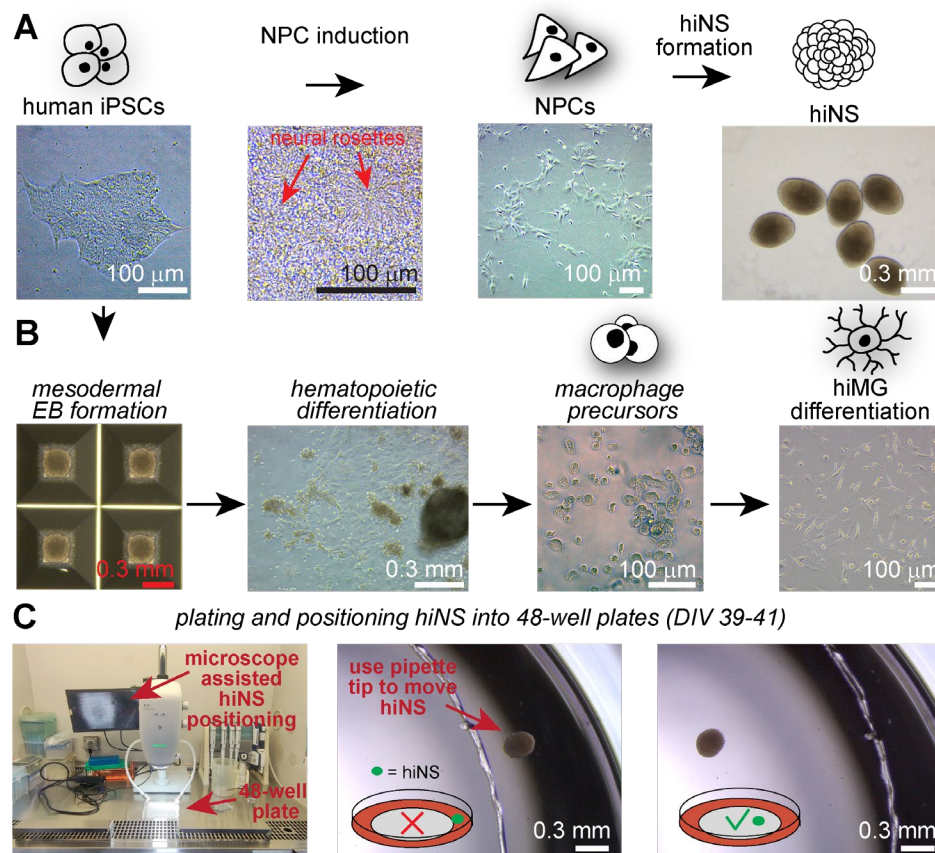 A
human iPSCs
NPC induction
NPCs
hiNS
formation
hiNS
neural rosettes
100 μm
100 μm
100 μm
0.3 mm
B
mesodermal
EB formation
hematopoietic
differentiation
macrophage
precursors
hiMG
differentiation
0.3 mm
0.3 mm
100 μm
100 μm
C
plating and positioning hiNS into 48-well plates (DIV 39-41)
microscope
assisted
hiNS
positioning
48-well
plate
use pipette
tip to move
hiNS
= hiNS
0.3 mm
0.3 mm